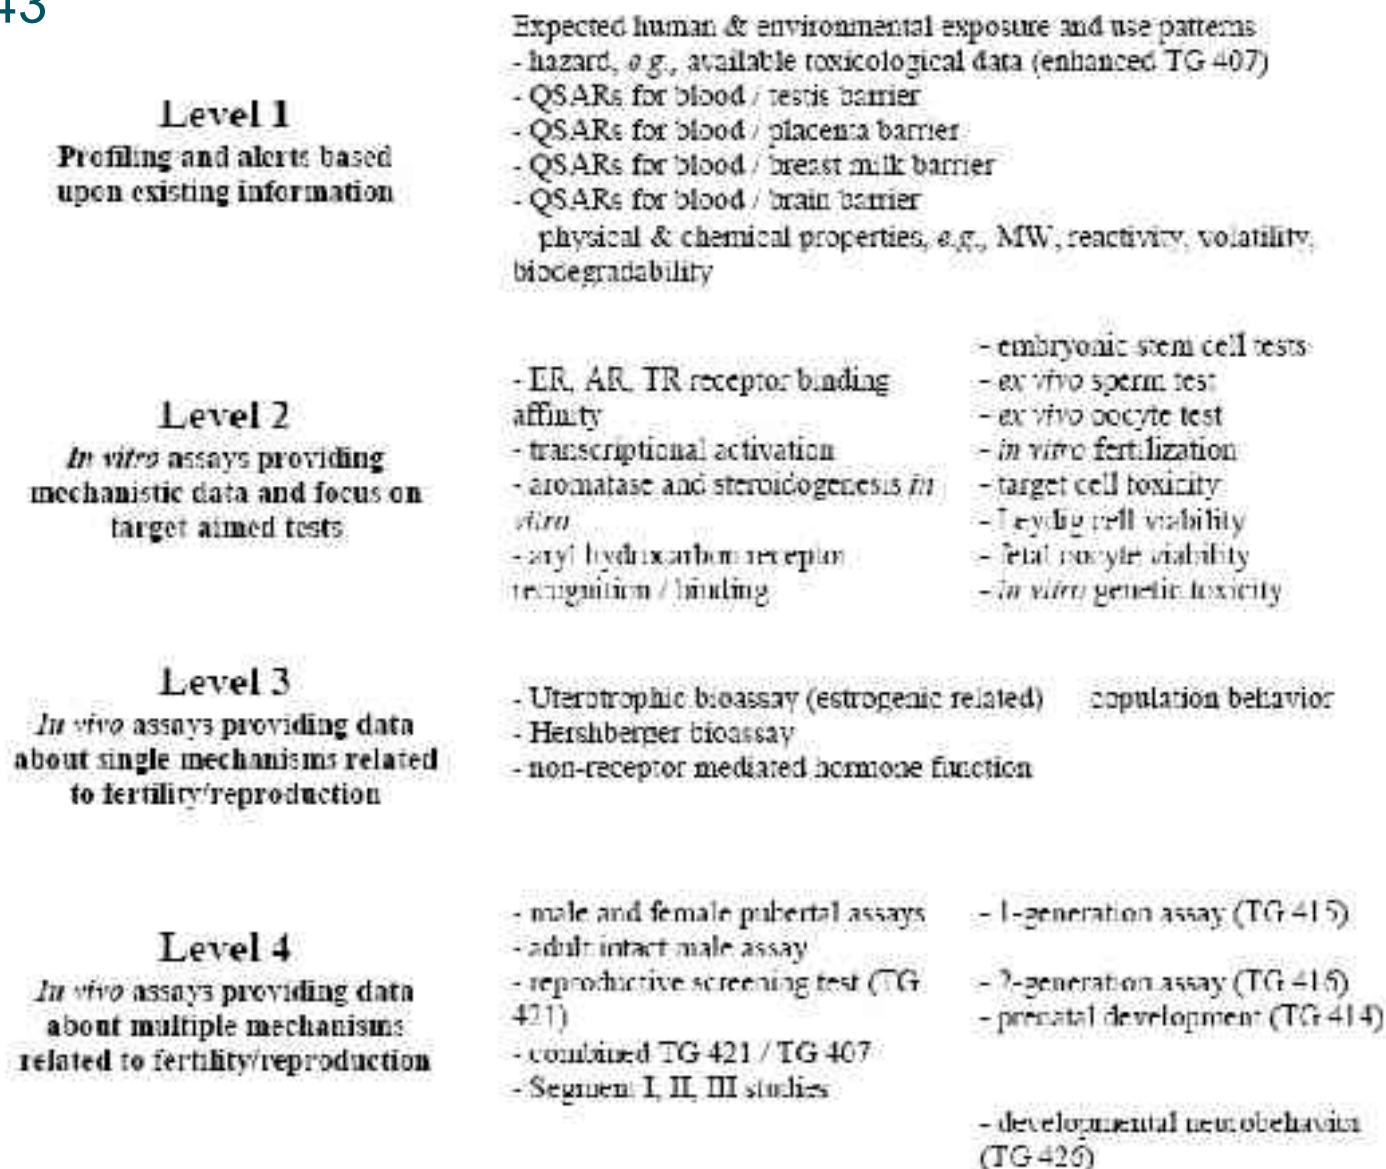 43
Level 1
Profiling and alerts based
upon existing information
Expected human & environmental exposure and use patterns
- hazard, e.g., available toxicological data (enhanced TG 407)
- QSARs for blood / testis barrier
- QSARs for blood / placenta barrier
- QSARs for blood / breast milk barrier
- QSARs for blood / brain barrier
physical & chemical properties, e.g., MW, reactivity, volatility,
biodegradability
Level 2
In vitro assays providing
mechanistic data and focus on
target aimed tests
- ER, AR, TR receptor binding
affinity
- transcriptional activation
- aromatase and steroidogenesis in
vitro
- aryl hydrocarbon receptor
recognition / binding
- embryonic stem cell tests
- ex vivo sperm test
- ex vivo oocyte test
- in vitro fertilization
- target cell toxicity
- Leydig cell viability
- fetal oocyte viability
- in vitro genetic toxicity
Level 3
In vivo assays providing data
about single mechanisms related
to fertility/reproduction
- Uterotrophic bioassay (estrogenic related)
- Hershberger bioassay
- non-receptor mediated hormone function
copulation behavior
Level 4
In vivo assays providing data
about multiple mechanisms
related to fertility/reproduction
- male and female pubertal assays
- adult intact male assay
- reproductive screening test (TG
421)
- combined TG 421 / TG 407
- Segment I, II, III studies
- 1-generation assay (TG 415)
- 2-generation assay (TG 416)
- prenatal development (TG 414)
- developmental neurobehavior
(TG 426)